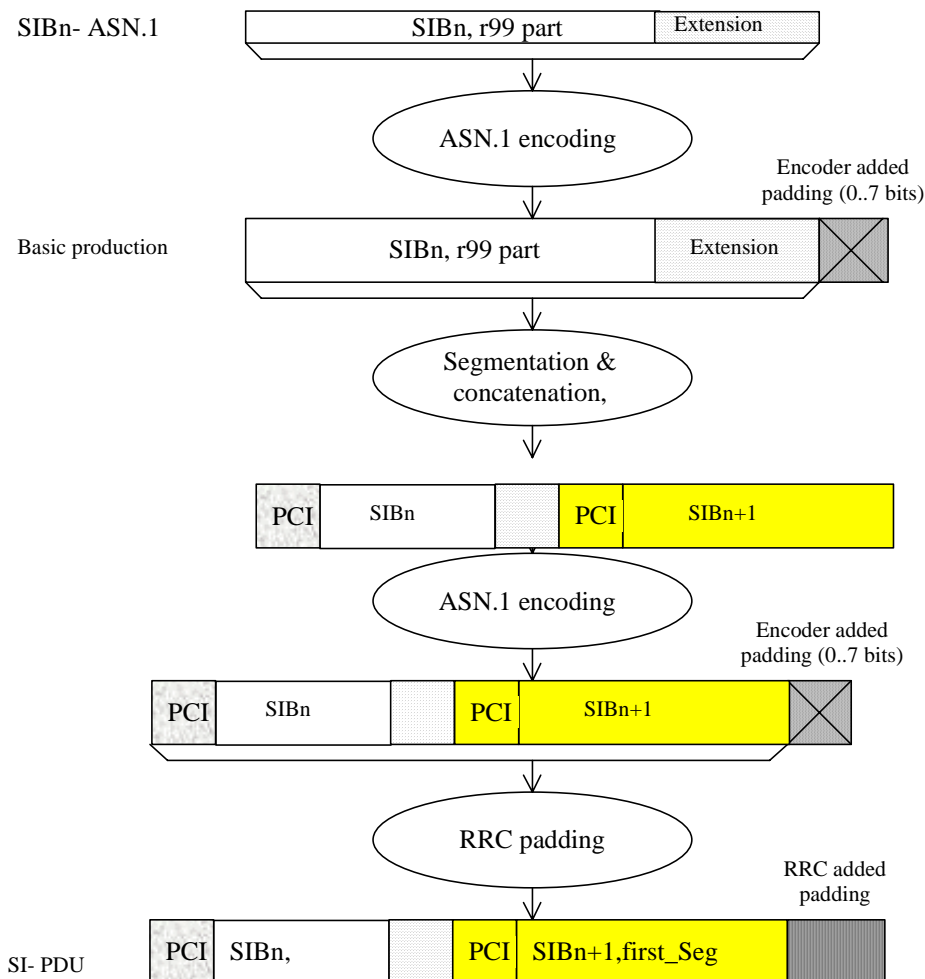 SIBn- ASN.1
SIBn, r99 part
Extension
ASN.1 encoding
Encoder added
padding (0..7 bits)
Basic production
SIBn, r99 part
Extension
Segmentation &
concatenation,
PCI
SIBn
PCI
SIBn+1
ASN.1 encoding
Encoder added
padding (0..7 bits)
PCI
SIBn
PCI
SIBn+1
RRC padding
RRC added
padding
SI- PDU
PCI
SIBn,
PCI
SIBn+1,first_Seg